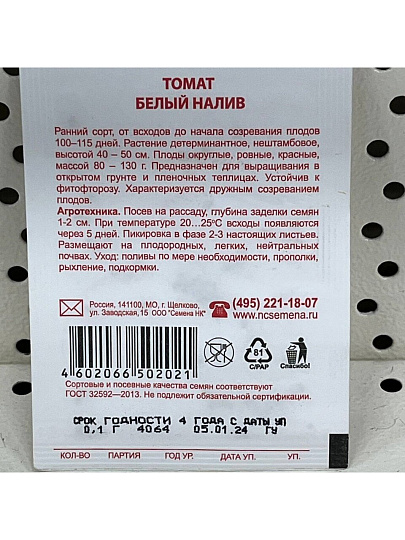 ТОМАТ
БЕЛЫЙ НАЛИВ
Ранний сорт, от всходов до начала созревания плодов
100–115 дней. Растение детерминантное, нештамбовое,
высотой 40 – 50 см. Плоды округлые, ровные, красные,
массой 80 – 130 г. Предназначен для выращивания в
открытом грунте и пленочных теплицах. Устойчив к
фитофторозу. Характеризуется дружным созреванием
плодов.
Агротехника. Посев на рассаду, глубина заделки семян
1-2 см. При температуре 20...25°С всходы появляются
через 5 дней. Пикировка в фазе 2-3 настоящих листьев.
Размещают на плодородных, легких, нейтральных
почвах. Уход: поливы по мере необходимости, прополки,
рыхление, подкормки.
Россия, 141100, МО, г. Щелково,
ул. Заводская, 15 ООО "Семена НК"
(495) 221-18-07
www.ncsemena.ru
4 602066 502021
81
C/PAP
Спасибо!
Сортовые и посевные качества семян соответствуют
ГОСТ 32592—2013. Не подлежит обязательной сертификации.
СРОК ГОДНОСТИ 4 ГОДА С ДАТЫ УП
0,1 Г 4064 05.01.24 ГУ
КОЛ-ВО ПАРТИЯ ГОД УР. ДАТА УП. УП.